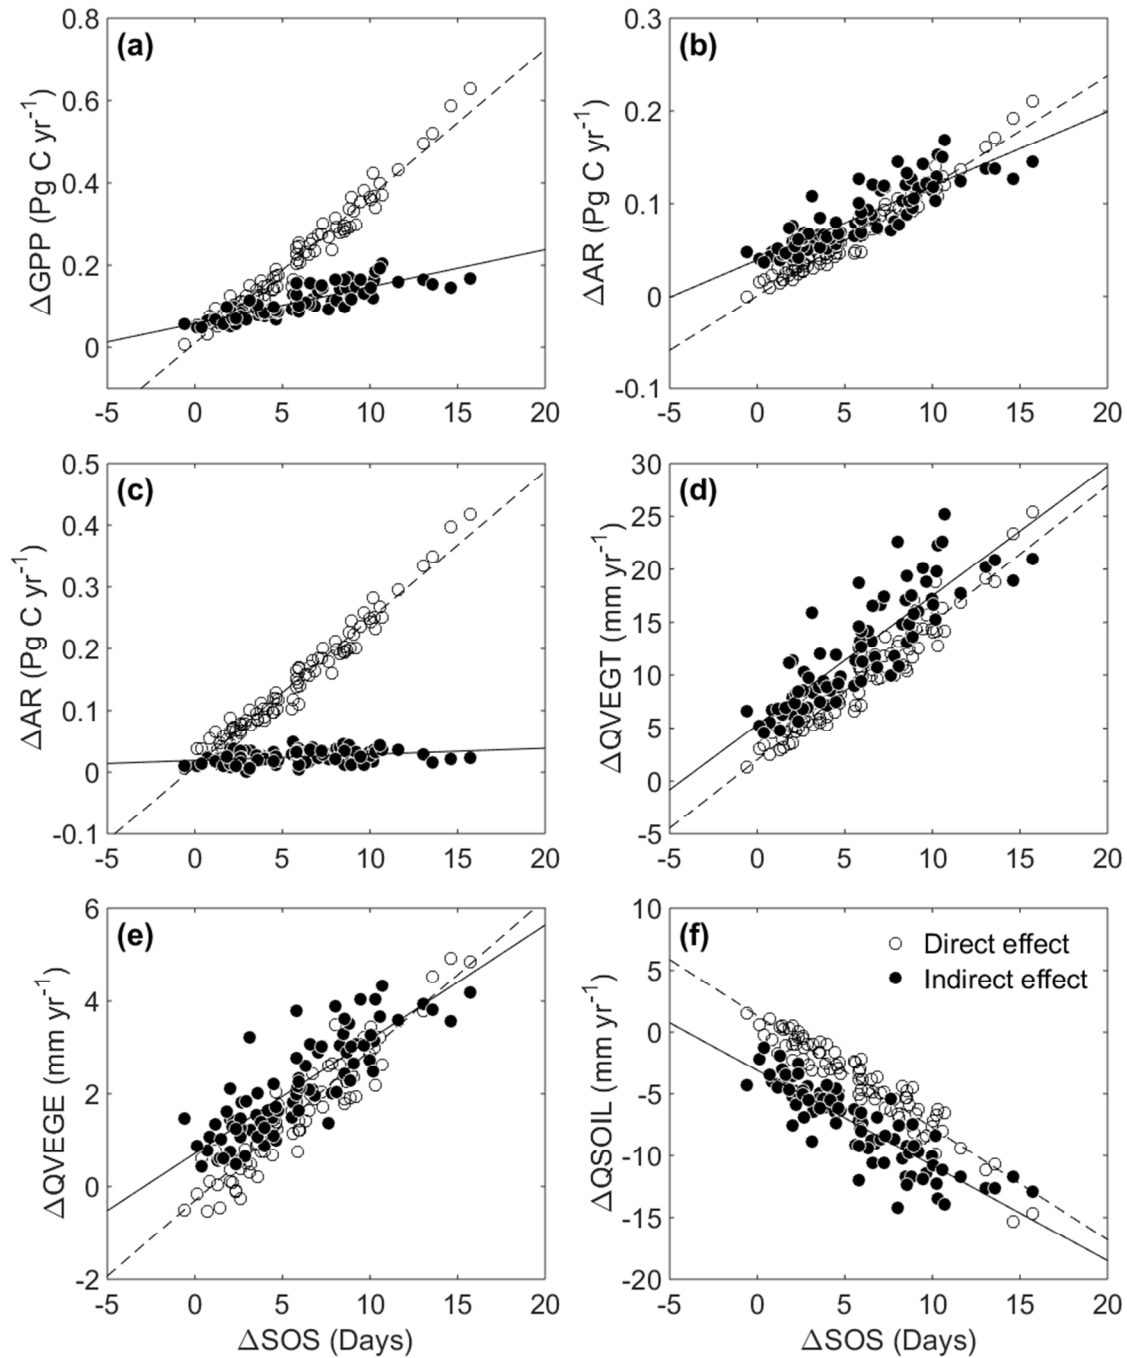 (a)
ΔGPP (Pg C yr⁻¹)
0.8
0.6
0.4
0.2
0
-5 0 5 10 15 20
(b)
ΔAR (Pg C yr⁻¹)
0.3
0.2
0.1
0
-0.1
-5 0 5 10 15 20
(c)
ΔAR (Pg C yr⁻¹)
0.5
0.4
0.3
0.2
0.1
0
-0.1
-5 0 5 10 15 20
(d)
ΔQVEGT (mm yr⁻¹)
30
25
20
15
10
5
0
-5
-5 0 5 10 15 20
(e)
ΔQVEGE (mm yr⁻¹)
6
4
2
0
-2
-5 0 5 10 15 20
ΔSOS (Days)
(f)
Direct effect
Indirect effect
ΔQSOIL (mm yr⁻¹)
10
5
0
-5
-10
-15
-20
-5 0 5 10 15 20
ΔSOS (Days)